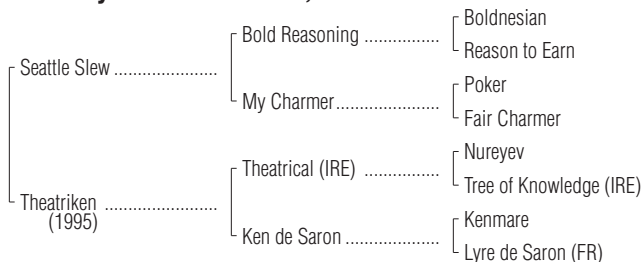 Boldnesian
Bold Reasoning ..................
Reason to Earn
Seattle Slew ........................
Poker
My Charmer ........................
Fair Charmer
Nureyev
Theatrical (IRE) ..................
Tree of Knowledge (IRE)
Theatriken ..........................
(1995)
Kenmare
Ken de Saron ......................
Lyre de Saron (FR)